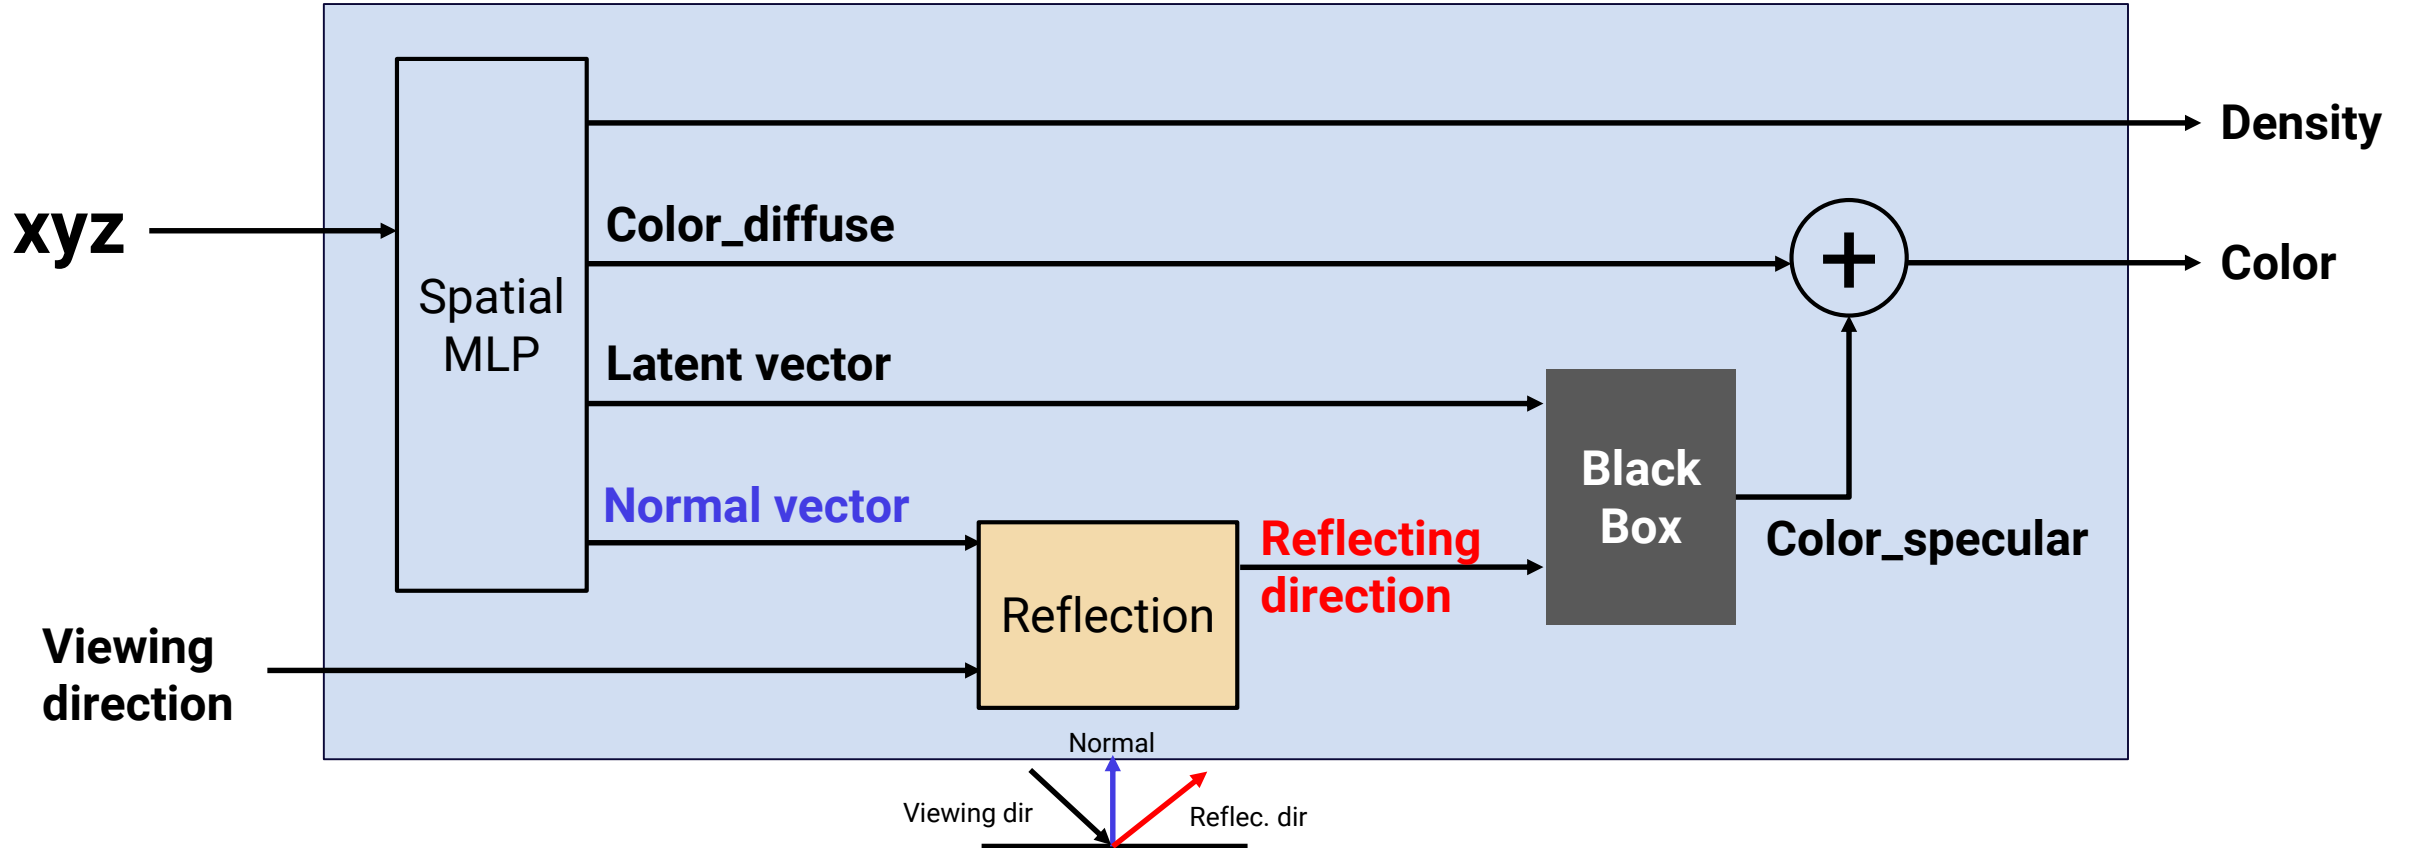 Density
xyz
Color_diffuse
Color
Spatial
MLP
Latent vector
Black
Box
Normal vector
Reflecting
direction
Color_specular
Reflection
Viewing
direction
Normal
Viewing dir
Reflec. dir